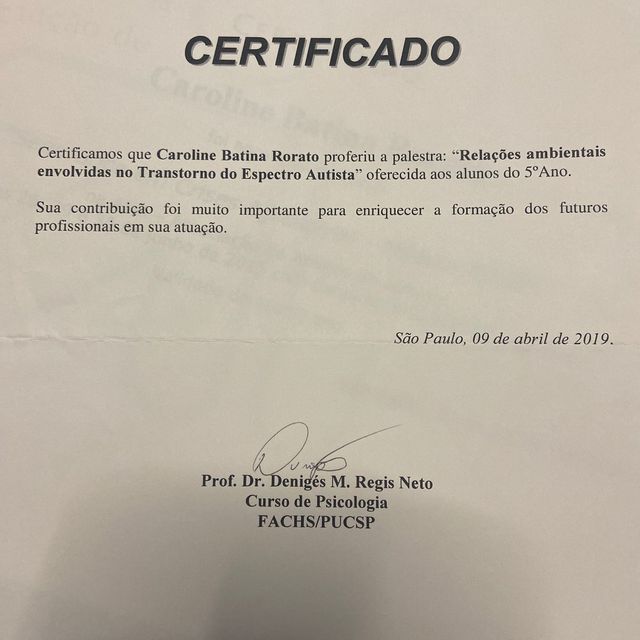 CERTIFICADO
Certificamos que Caroline Batina Rorato proferiu a palestra: “Relações ambientais
envolvidas no Transtorno do Espectro Autista” oferecida aos alunos do 5ºAno.
Sua contribuição foi muito importante para enriquecer a formação dos futuros
profissionais em sua atuação.
São Paulo, 09 de abril de 2019.
Prof. Dr. Denigés M. Regis Neto
Curso de Psicologia
FACHS/PUCSP